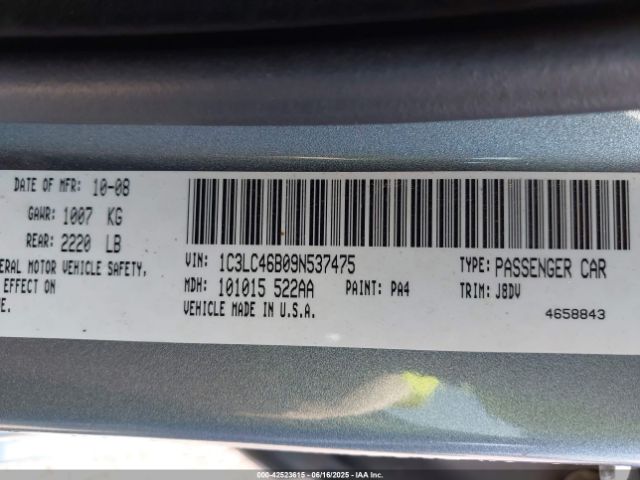 DATE OF MFR: 10-08
GAWR: 1007 KG
REAR: 2220 LB
ERAL MOTOR VEHICLE SAFETY,
EFFECT ON
E.
VIN: 1C3LC46B09N537475
TYPE: PASSENGER CAR
MDH: 101015 522AA
PAINT: PA4
TRIM: J8DV
VEHICLE MADE IN U.S.A.
4658843
000-42523615 - 06/16/2025 - IAA Inc.